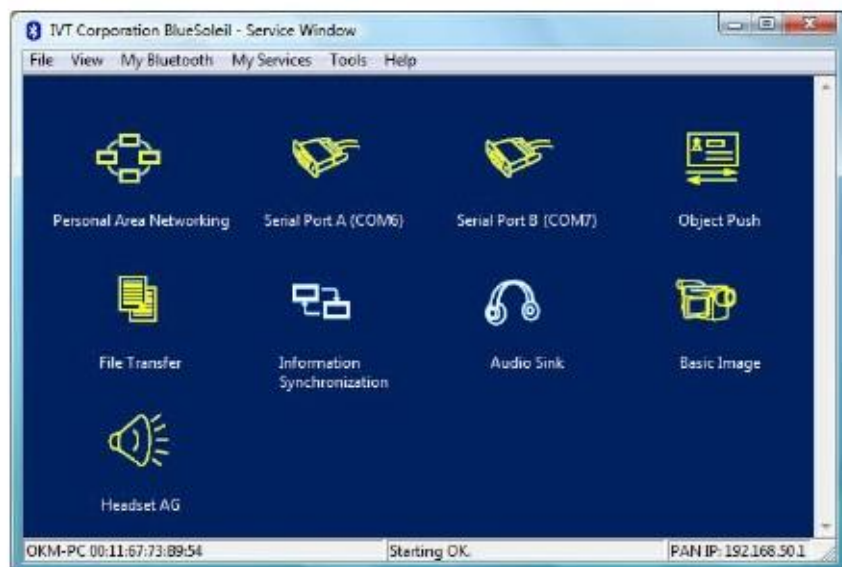 IVT Corporation BlueSoleil - Service Window
File View My Bluetooth My Services Tools Help
Personal Area Networking Serial Port A (COM6) Serial Port B (COM7) Object Push
File Transfer Information Synchronization Audio Sink Basic Image
Headset AG
OKM-PC 00:11:67:73:B9:54 Starting OK. PAN IP: 192.168.50.1